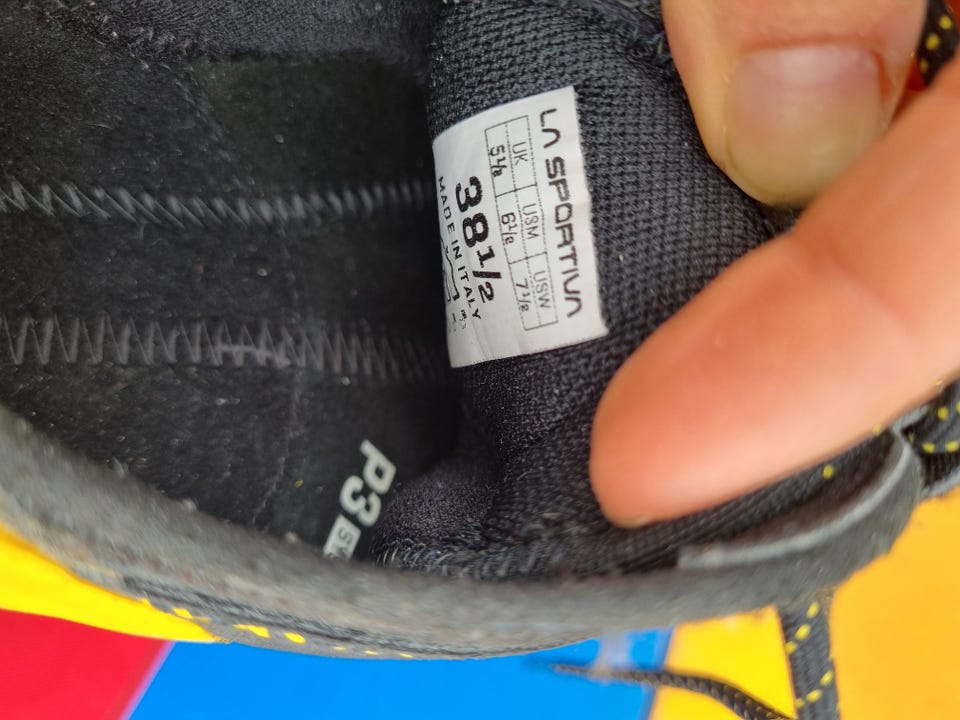 LA SPORTIVA
UK USM USW
5½ 6½ 7½
38½
MADE IN ITALY
P3